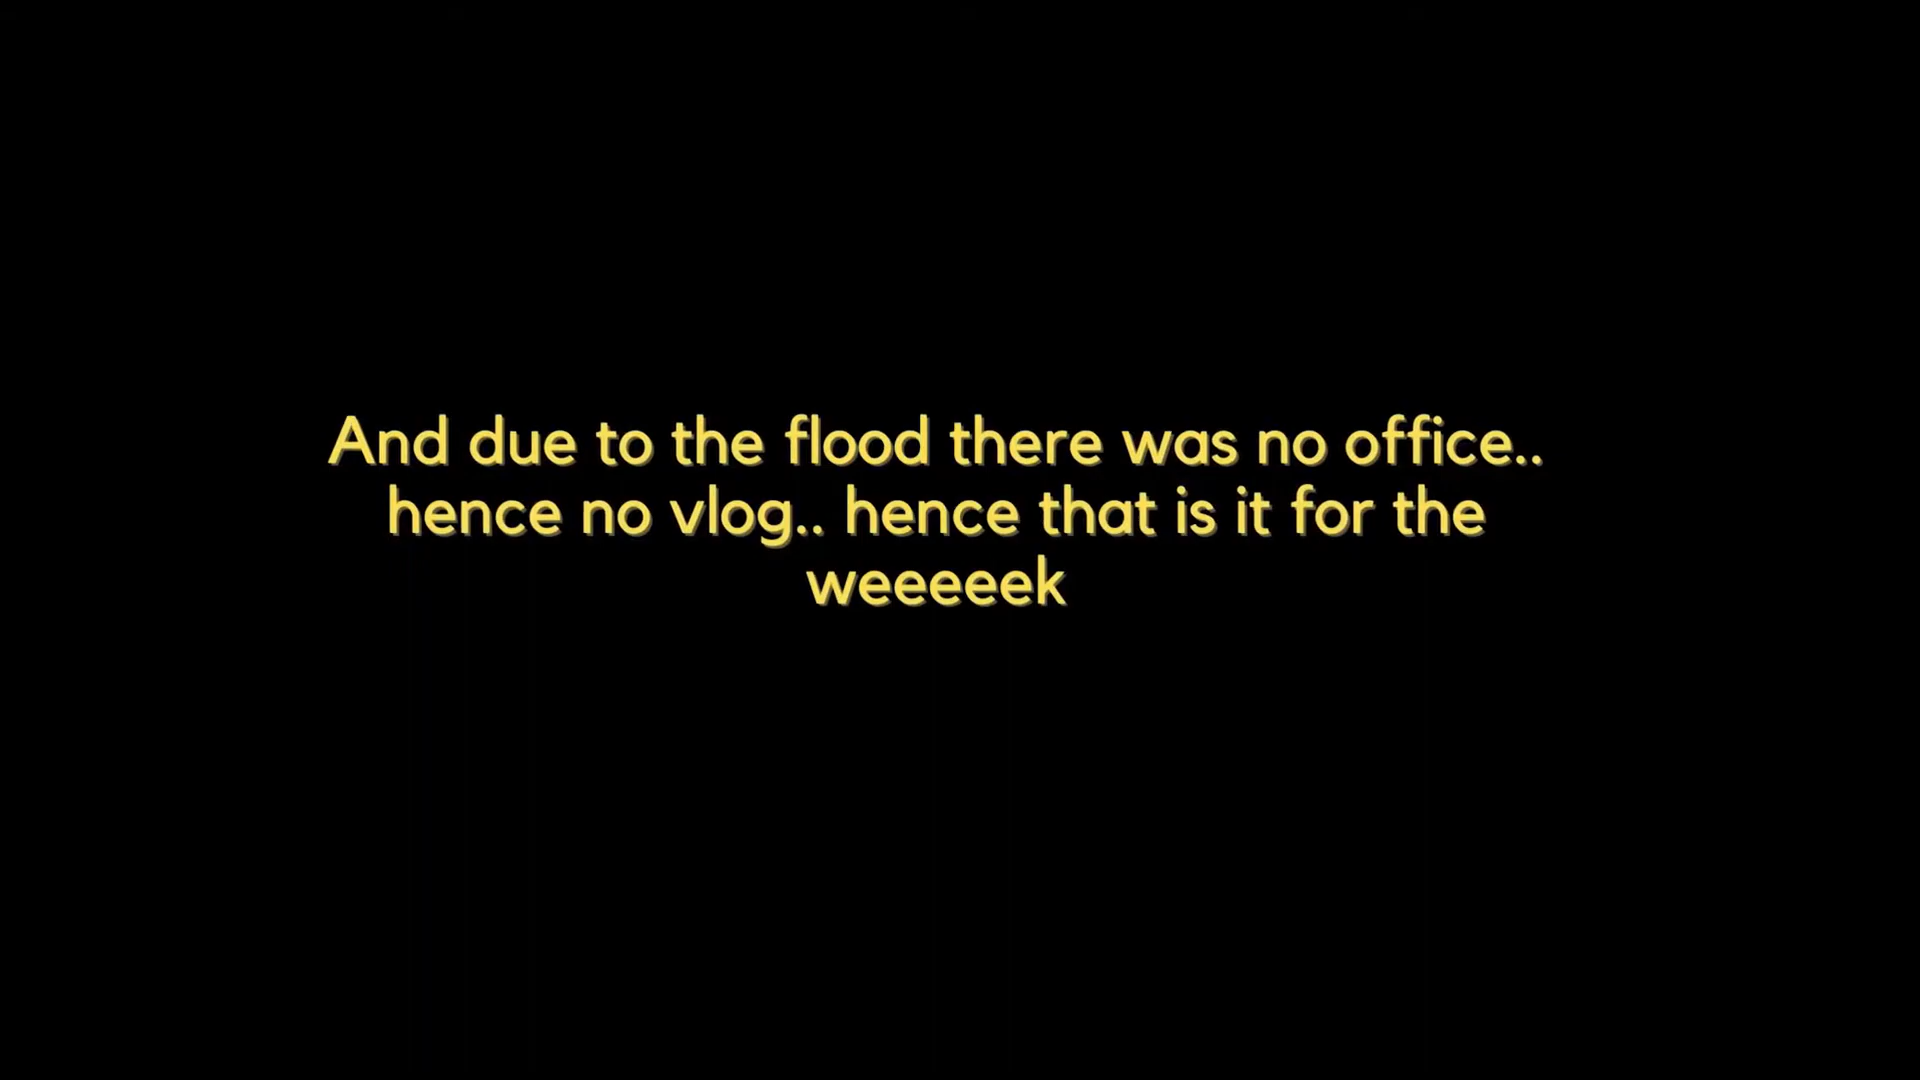 And due to the flood there was no office..
hence no vlog.. hence that is it for the
weeeeek